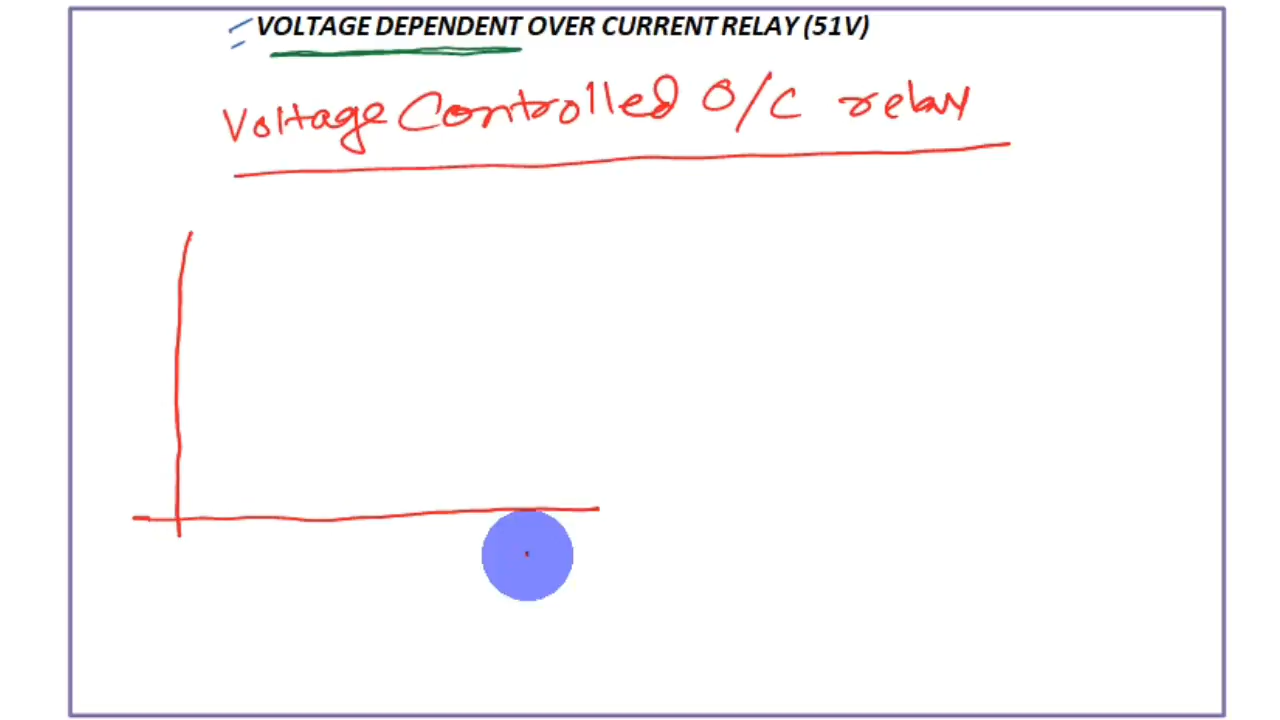 VOLTAGE DEPENDENT OVER CURRENT RELAY (51V)
Voltage Controlled O/C relay